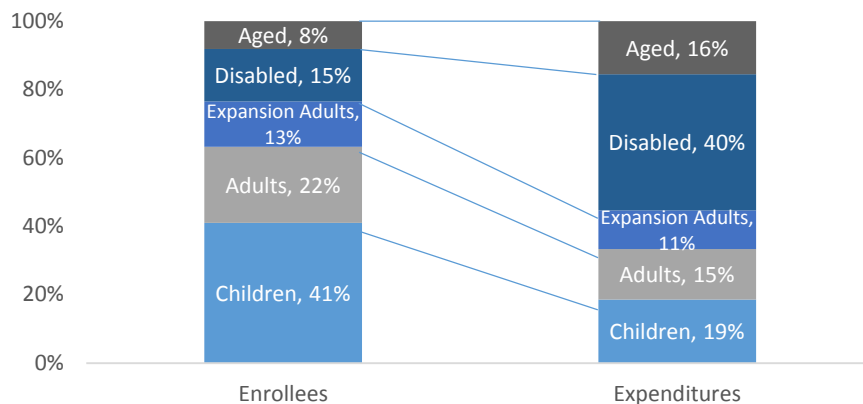 100%
80%
60%
40%
20%
0%
Aged, 8%
Disabled, 15%
Expansion Adults,
13%
Adults, 22%
Children, 41%
Aged, 16%
Disabled, 40%
Expansion Adults,
11%
Adults, 15%
Children, 19%
Enrollees
Expenditures